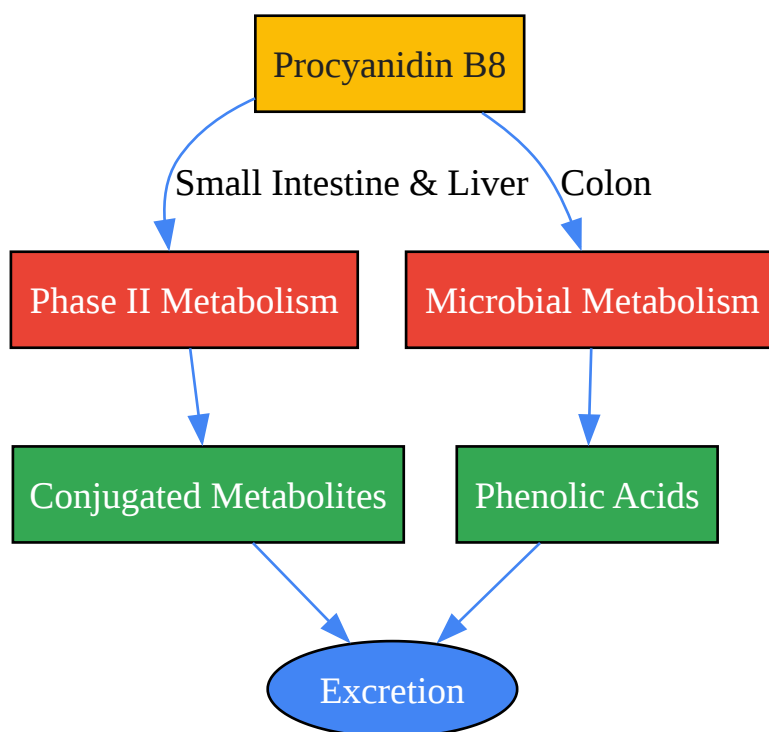 Procyanidin B8
Small Intestine & Liver
Colon
Phase II Metabolism
Microbial Metabolism
Conjugated Metabolites
Phenolic Acids
Excretion